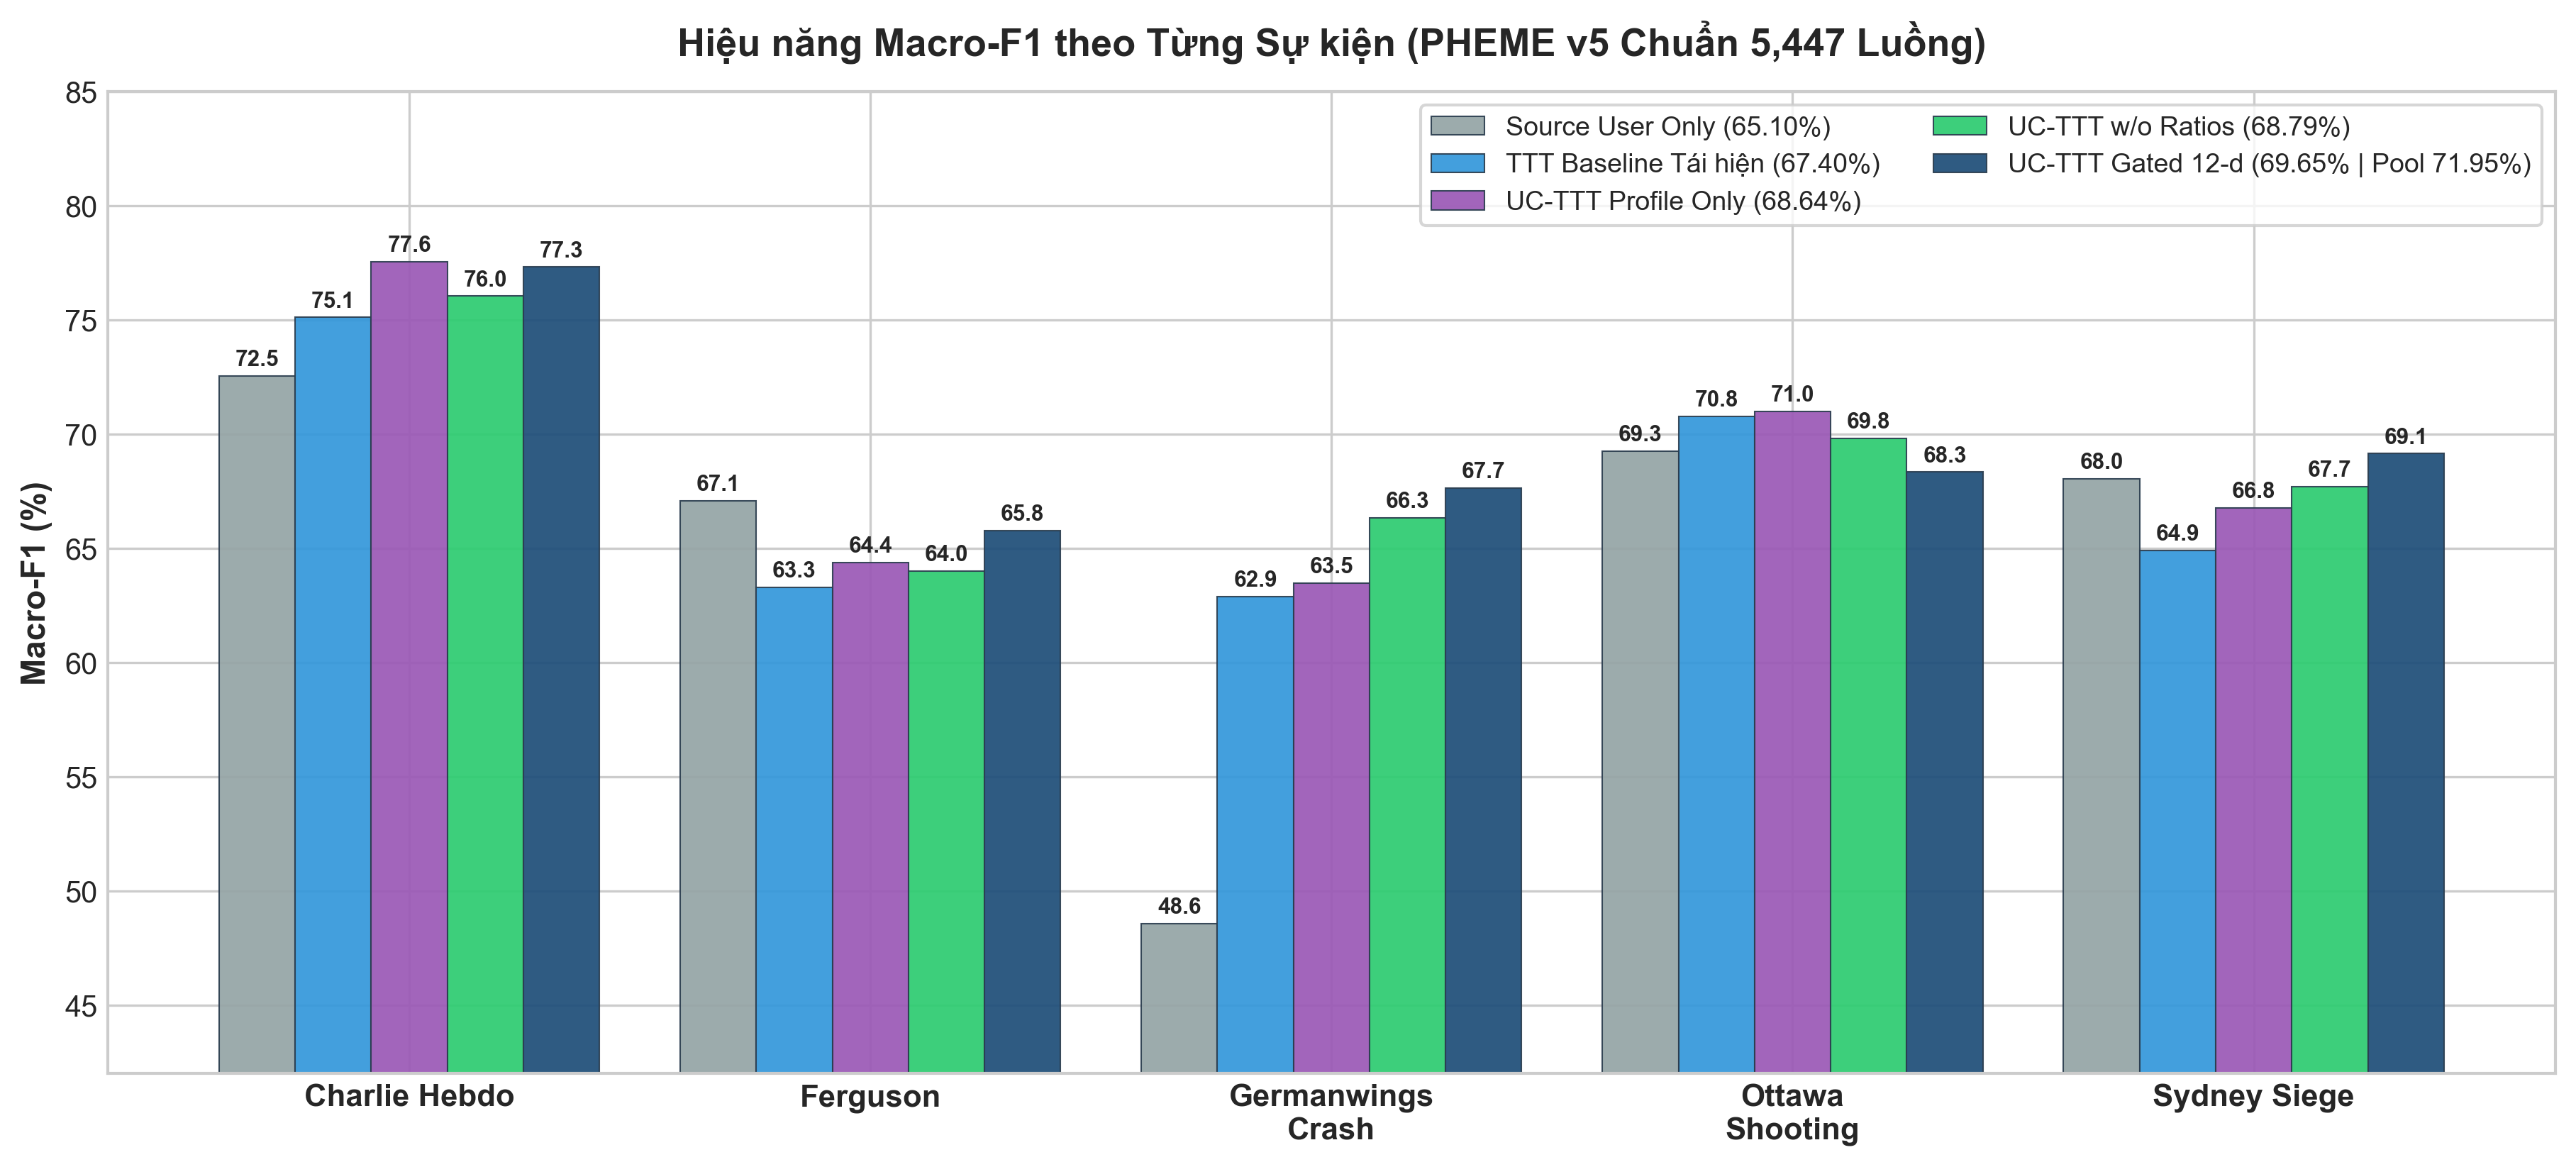 Hiệu năng Macro-F1 theo Từng Sự kiện (PHEME v5 Chuẩn 5,447 Luồng)
Source User Only (65.10%)
TTT Baseline Tái hiện (67.40%)
UC-TTT Profile Only (68.64%)
UC-TTT w/o Ratios (68.79%)
UC-TTT Gated 12-d (69.65% | Pool 71.95%)
Macro-F1 (%)
85
80
75
70
65
60
55
50
45
72.5
75.1
77.6
76.0
77.3
67.1
63.3
64.4
64.0
65.8
48.6
62.9
63.5
66.3
67.7
69.3
70.8
71.0
69.8
68.3
68.0
64.9
66.8
67.7
69.1
Charlie Hebdo
Ferguson
Germanwings
Crash
Ottawa
Shooting
Sydney Siege